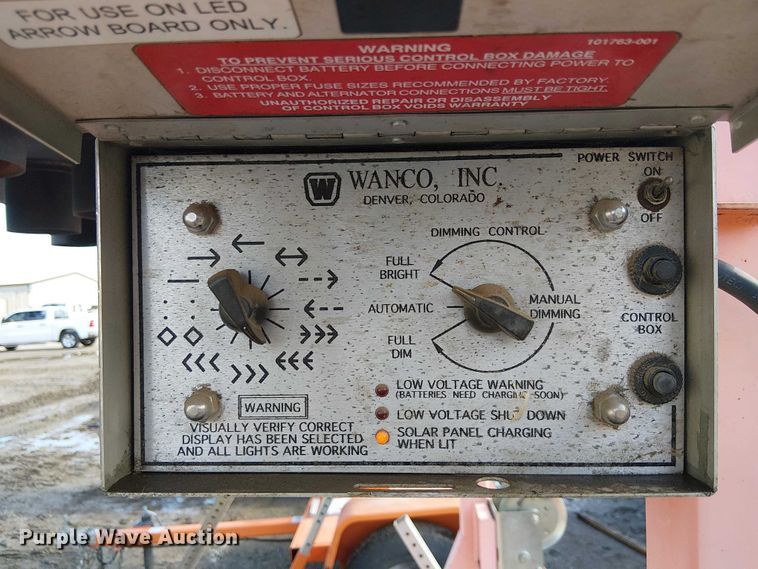 FOR USE ON LED
ARROW BOARD ONLY.
WARNING
101763-001
TO PREVENT SERIOUS CONTROL BOX DAMAGE
1. DISCONNECT BATTERY BEFORE CONNECTING POWER TO
CONTROL BOX.
2. USE PROPER FUSE SIZES RECOMMENDED BY FACTORY.
3. BATTERY AND ALTERNATOR CONNECTIONS MUST BE TIGHT.
UNAUTHORIZED REPAIR OR DISASSEMBLY
OF CONTROL BOX VOIDS WARRANTY
W WANCO, INC.
DENVER, COLORADO
POWER SWITCH
ON
OFF
DIMMING CONTROL
FULL
BRIGHT
AUTOMATIC
MANUAL
DIMMING
FULL
DIM
CONTROL
BOX
LOW VOLTAGE WARNING
(BATTERIES NEED CHARGING SOON)
LOW VOLTAGE SHUT DOWN
SOLAR PANEL CHARGING
WHEN LIT
WARNING
VISUALLY VERIFY CORRECT
DISPLAY HAS BEEN SELECTED
AND ALL LIGHTS ARE WORKING
Purple Wave Auction